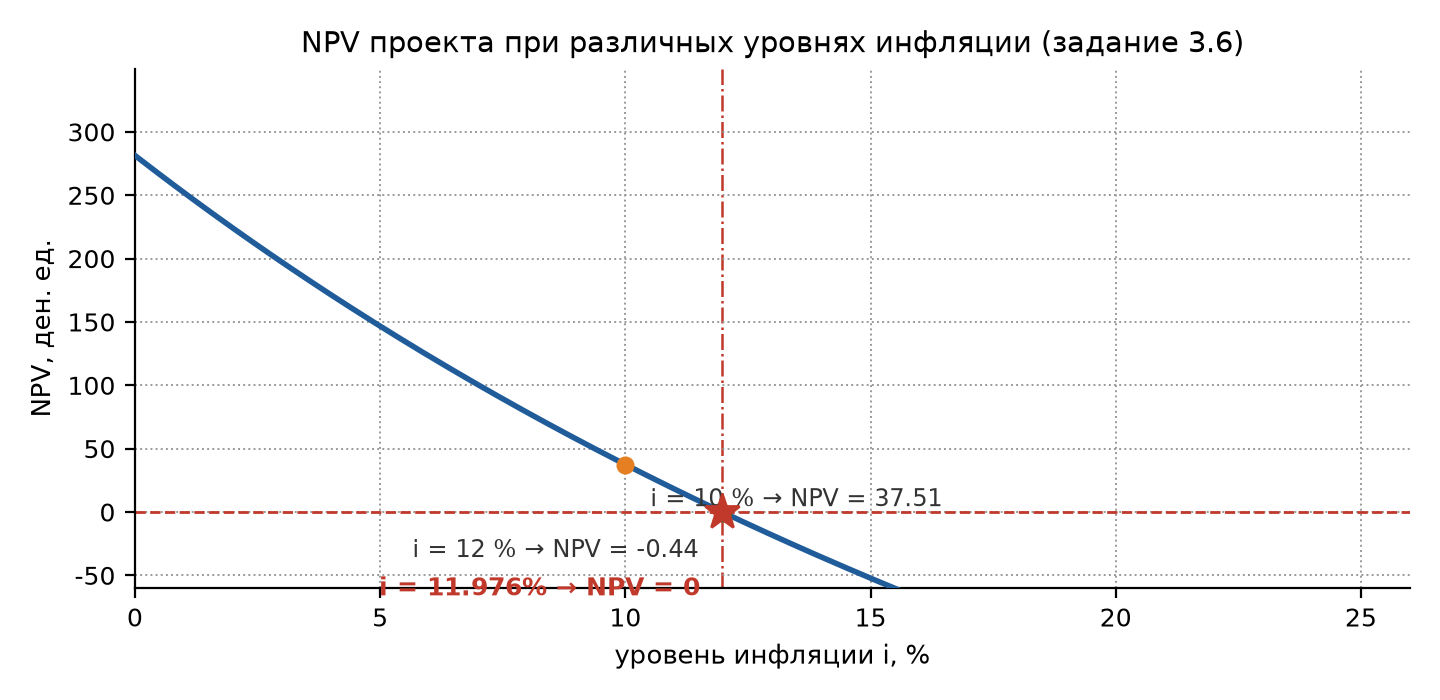 NPV проекта при различных уровнях инфляции (задание 3.6)
NPV, ден. ед.
300
250
200
150
100
50
0
-50
i = 10 % → NPV = 37.51
i = 12 % → NPV = -0.44
i = 11.976% → NPV = 0
0 5 10 15 20 25
уровень инфляции i, %